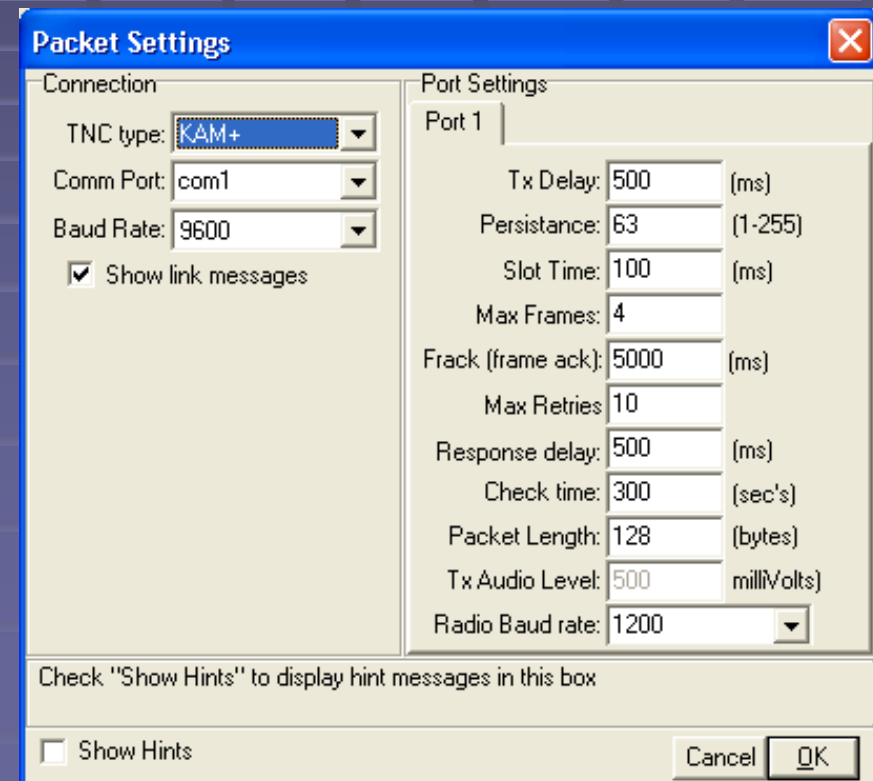 Packet Settings
Connection
TNC type: KAM+
Comm Port: com1
Baud Rate: 9600
Show link messages
Port Settings
Port 1
Tx Delay: 500 (ms)
Persistance: 63 (1-255)
Slot Time: 100 (ms)
Max Frames: 4
Frack (frame ack): 5000 (ms)
Max Retries 10
Response delay: 500 (ms)
Check time: 300 (sec's)
Packet Length: 128 (bytes)
Tx Audio Level: 500 milliVolts)
Radio Baud rate: 1200
Check "Show Hints" to display hint messages in this box
Show Hints
Cancel OK